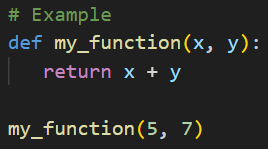 # Example
def my_function(x, y):
    return x + y

my_function(5, 7)